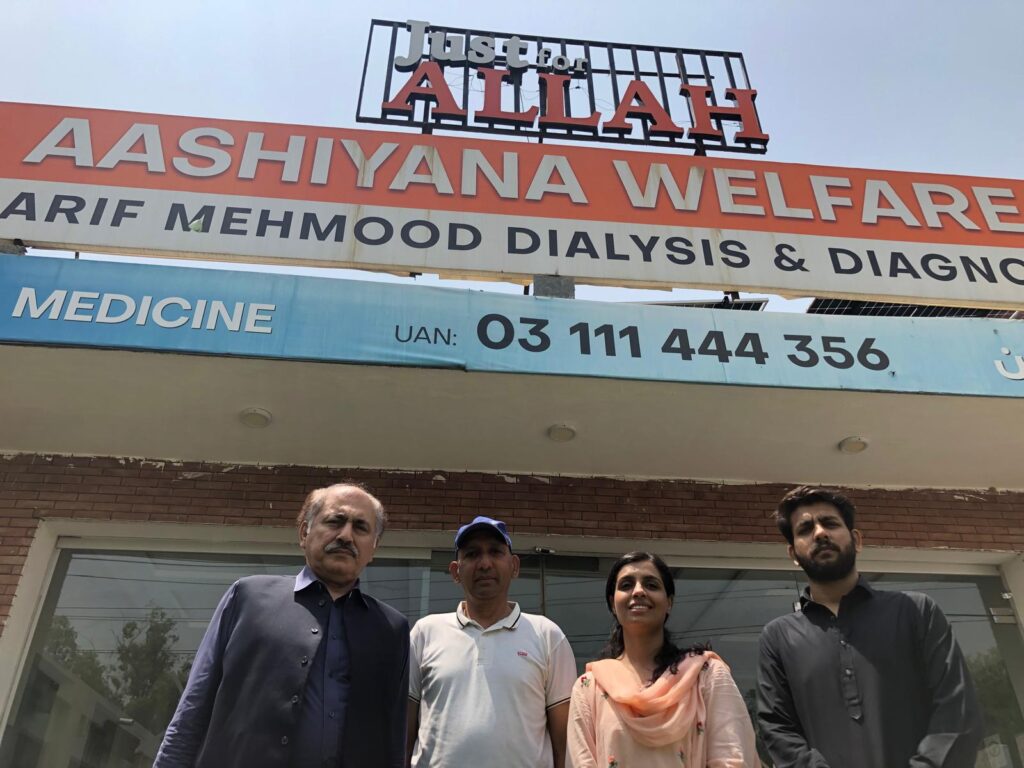 Just for
ALLAH
AASHIYANA WELFARE
ARIF MEHMOOD DIALYSIS & DIAGNO
MEDICINE UAN: 03 111 444 356